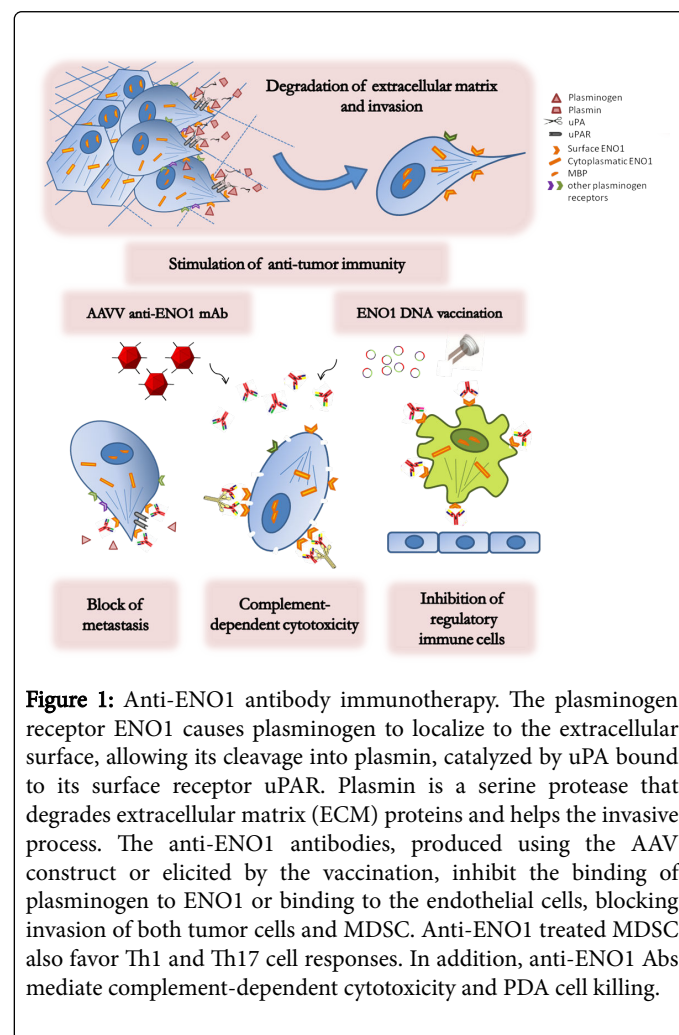 Degradation of extracellular matrix
and invasion
Plasminogen
Plasmin
uPA
uPAR
Surface ENO1
Cytoplasmatic ENO1
MBP
other plasminogen
receptors
Stimulation of anti-tumor immunity
AAVV anti-ENO1 mAb
ENO1 DNA vaccination
Block of
metastasis
Complement-
dependent cytotoxicity
Inhibition of
regulatory
immune cells
Figure 1: Anti-ENO1 antibody immunotherapy. The plasminogen
receptor ENO1 causes plasminogen to localize to the extracellular
surface, allowing its cleavage into plasmin, catalyzed by uPA bound
to its surface receptor uPAR. Plasmin is a serine protease that
degrades extracellular matrix (ECM) proteins and helps the invasive
process. The anti-ENO1 antibodies, produced using the AAV
construct or elicited by the vaccination, inhibit the binding of
plasminogen to ENO1 or binding to the endothelial cells, blocking
invasion of both tumor cells and MDSC. Anti-ENO1 treated MDSC
also favor Th1 and Th17 cell responses. In addition, anti-ENO1 Abs
mediate complement-dependent cytotoxicity and PDA cell killing.